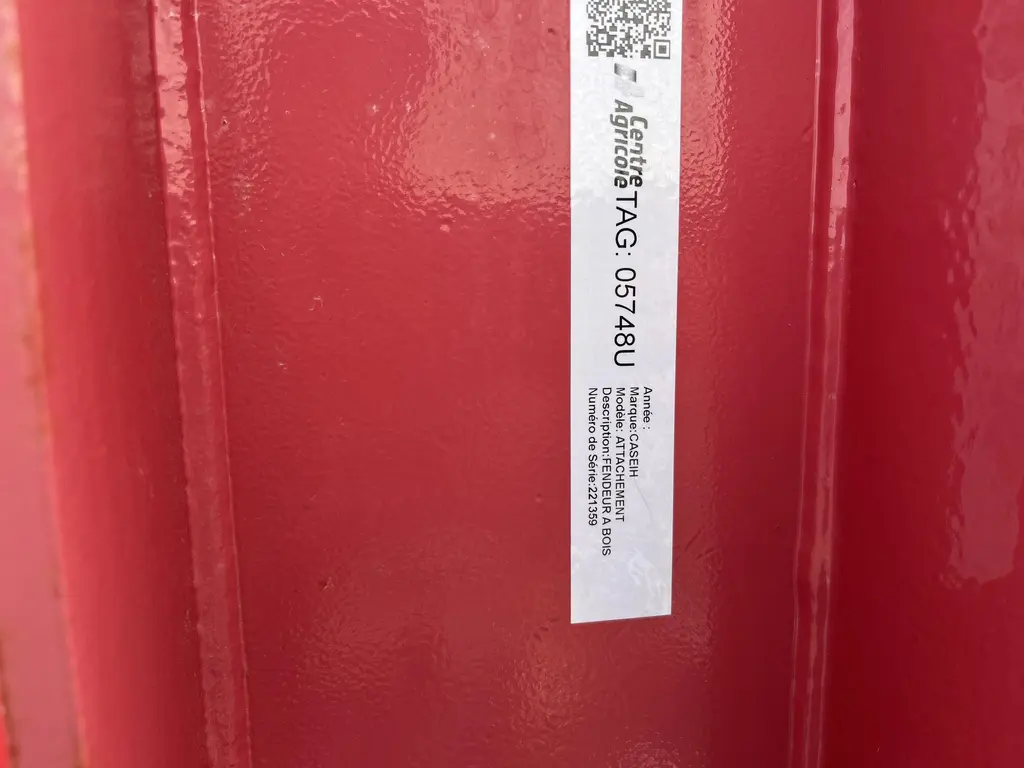 Centre
Agricole
TAG: 05748U
Année :
Marque:CASEIH
Modèle: ATTACHEMENT
Description:FENDEUR A BOIS
Numéro de Série:221359